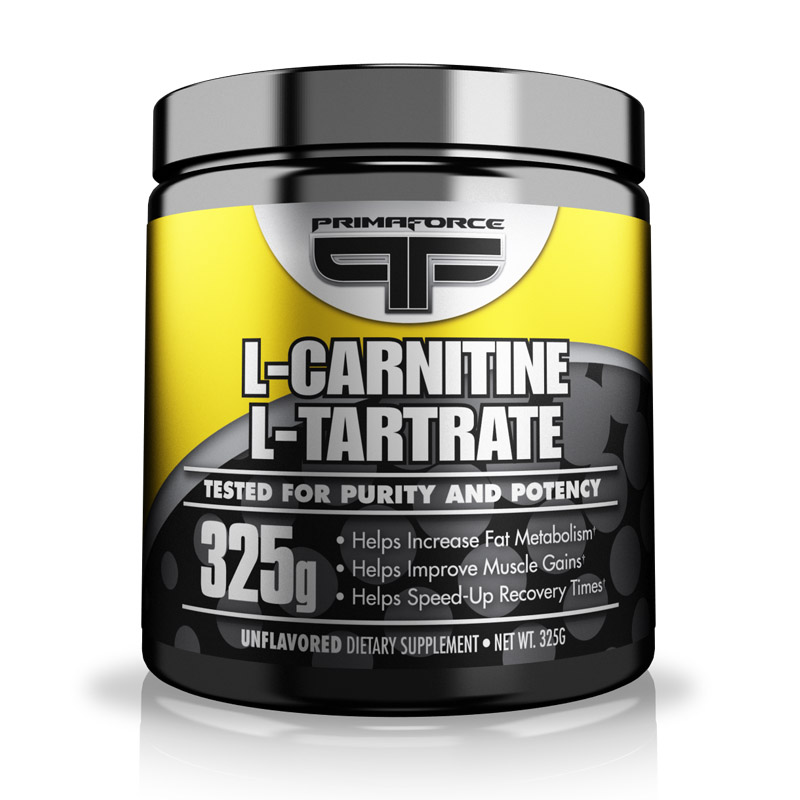 PRIMAFORCE
L-CARNITINE
L-TARTRATE
TESTED FOR PURITY AND POTENCY
325g
• Helps Increase Fat Metabolism†
• Helps Improve Muscle Gains†
• Helps Speed-Up Recovery Times†
UNFLAVORED DIETARY SUPPLEMENT • NET WT. 325G